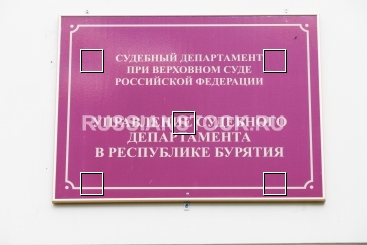 СУДЕБНЫЙ ДЕПАРТАМЕНТ
ПРИ ВЕРХОВНОМ СУДЕ
РОССИЙСКОЙ ФЕДЕРАЦИИ
УПРАВЛЕНИЕ СУДЕБНОГО
ДЕПАРТАМЕНТА
В РЕСПУБЛИКЕ БУРЯТИЯ